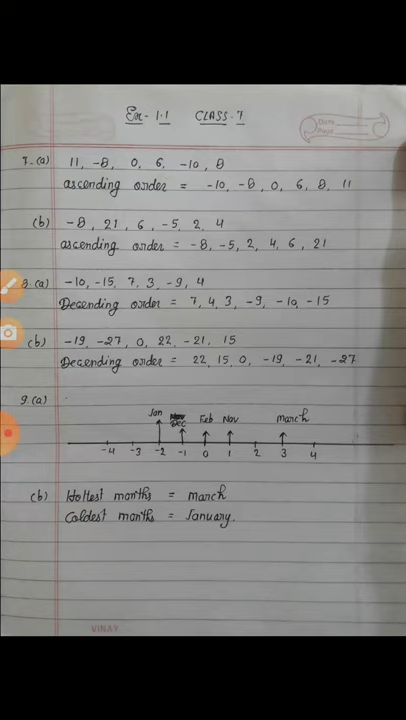 Ex- 1.1 CLASS- 7
Date
Page
7. (a) 11, -8, 0, 6, -10, 8
ascending order = -10, -8, 0, 6, 8, 11
(b) -8, 21, 6, -5, 2, 4
ascending order = -8, -5, 2, 4, 6, 21
8. (a) -10, -15, 7, 3, -9, 4
Decending order = 7, 4, 3, -9, -10, -15
(b) -19, -27, 0, 22, -21, 15
Decending order = 22, 15, 0, -19, -21, -27
9. (a)
Jan Dec Feb Nov March
-4 -3 -2 -1 0 1 2 3 4
(b) Hottest months = march
Coldest months = January.
VINAY